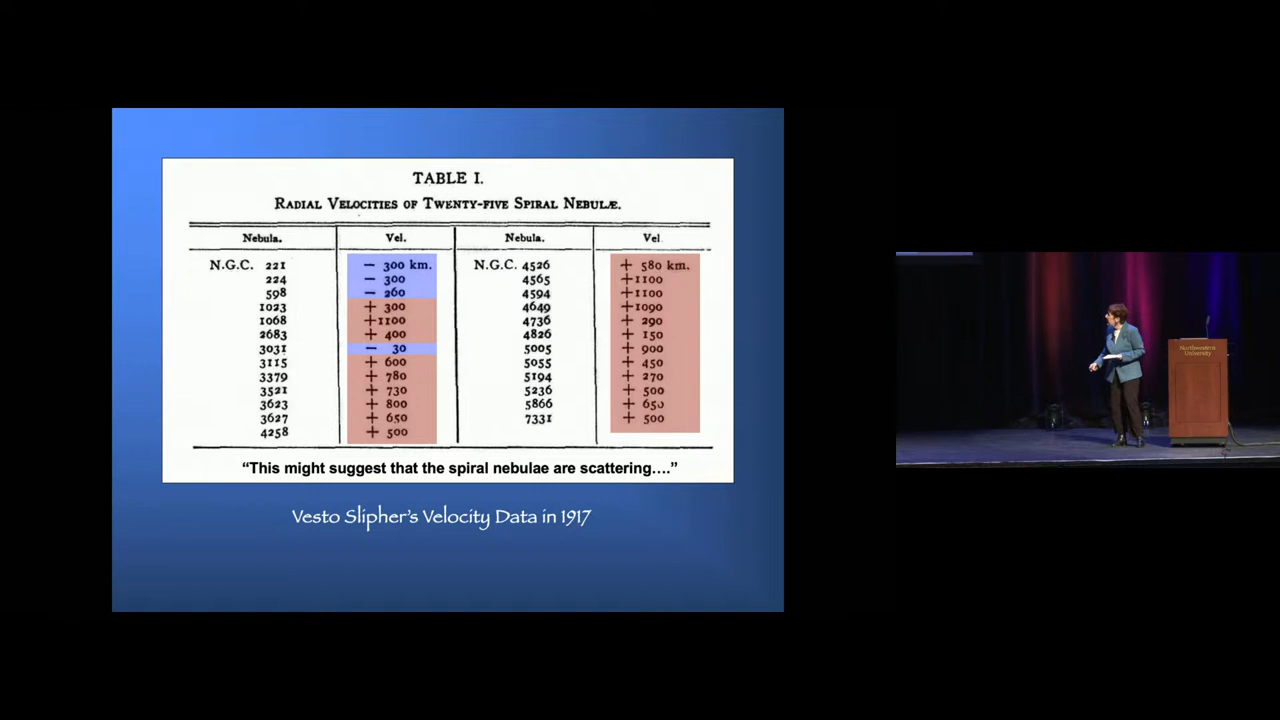 TABLE I.
RADIAL VELOCITIES OF TWENTY-FIVE SPIRAL NEBULÆ.
Nebula. Vel. Nebula. Vel
N.G.C. 221 − 300 km. N.G.C. 4526 + 580 km.
224 − 300 4565 +1100
598 − 260 4594 +1100
1023 + 300 4649 +1090
1068 +1100 4736 + 290
2683 + 400 4826 + 150
3031 − 30 5005 + 900
3115 + 600 5055 + 450
3379 + 780 5194 + 270
3521 + 730 5236 + 500
3623 + 800 5866 + 650
3627 + 650 7331 + 500
4258 + 500
“This might suggest that the spiral nebulae are scattering….”
Vesto Slipher's Velocity Data in 1917
Northwestern
University